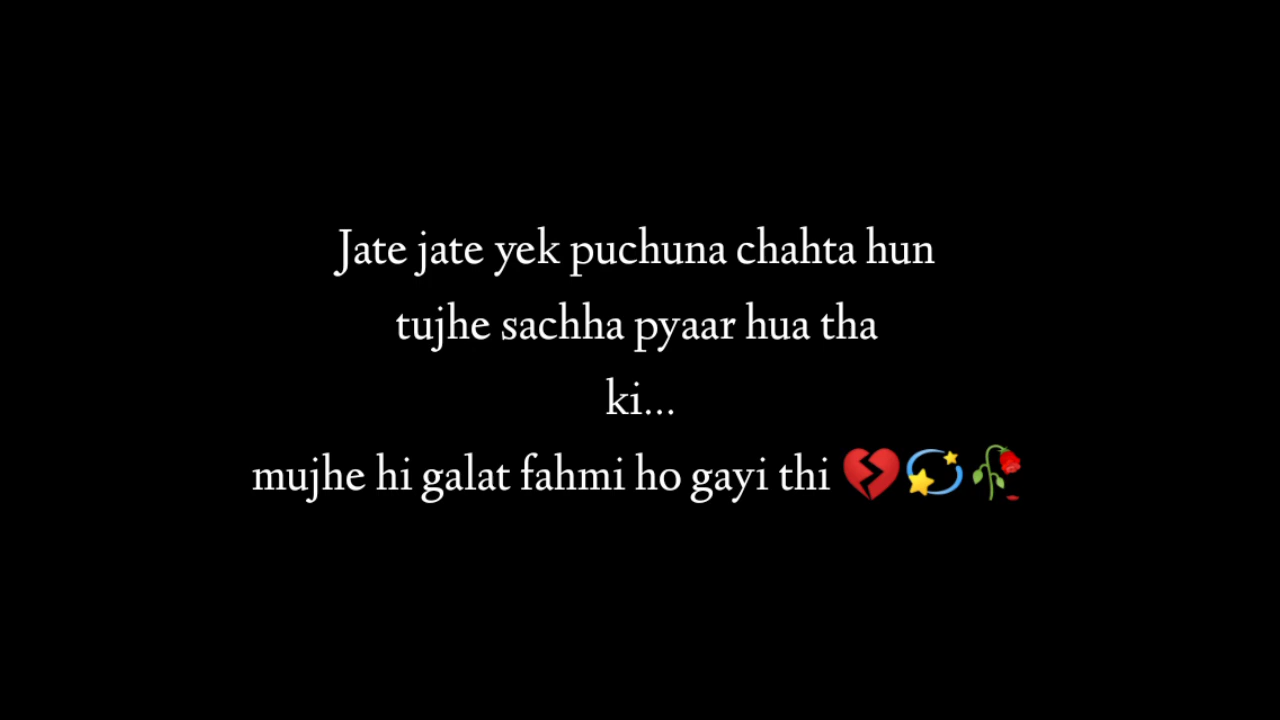 Jate jate yek puchuna chahta hun
tujhe sachha pyaar hua tha
ki...
mujhe hi galat fahmi ho gayi thi 💔💫🥀